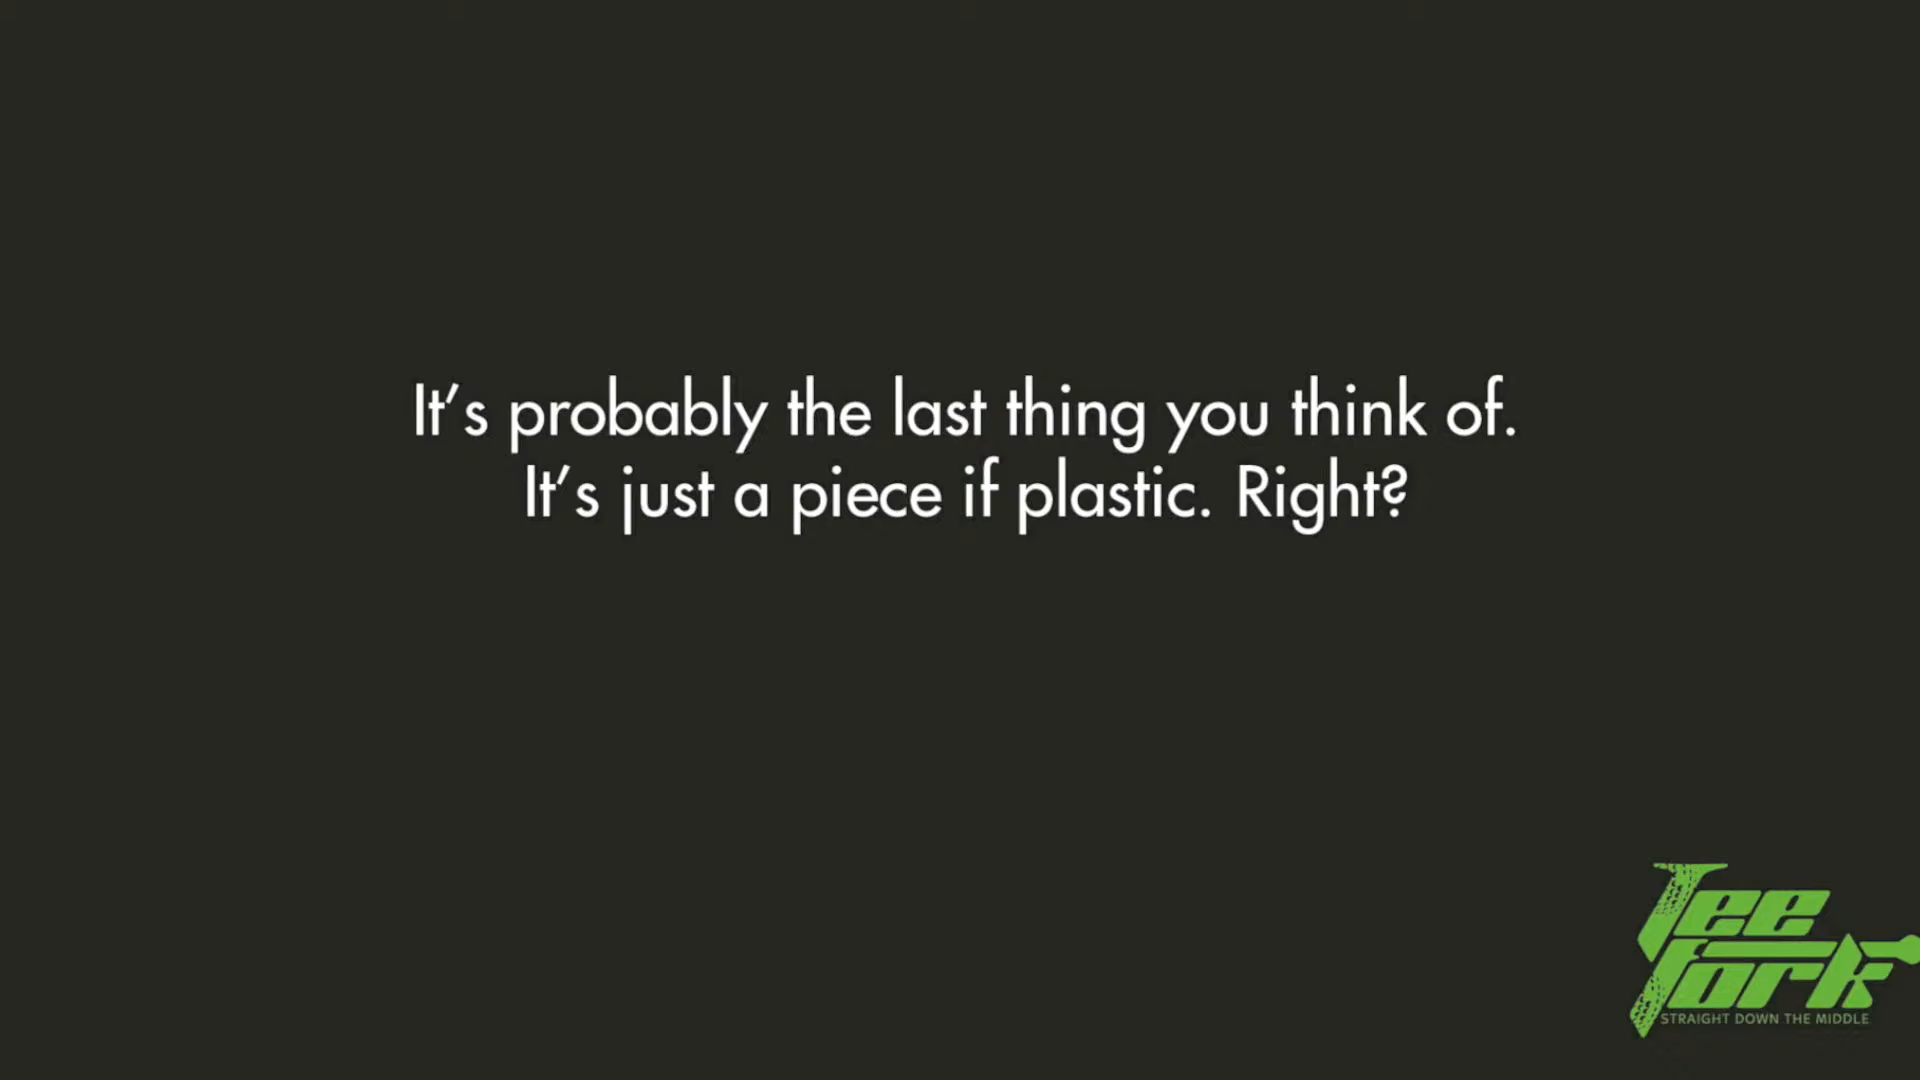 It's probably the last thing you think of.
It's just a piece if plastic. Right?
Tee
fork
STRAIGHT DOWN THE MIDDLE